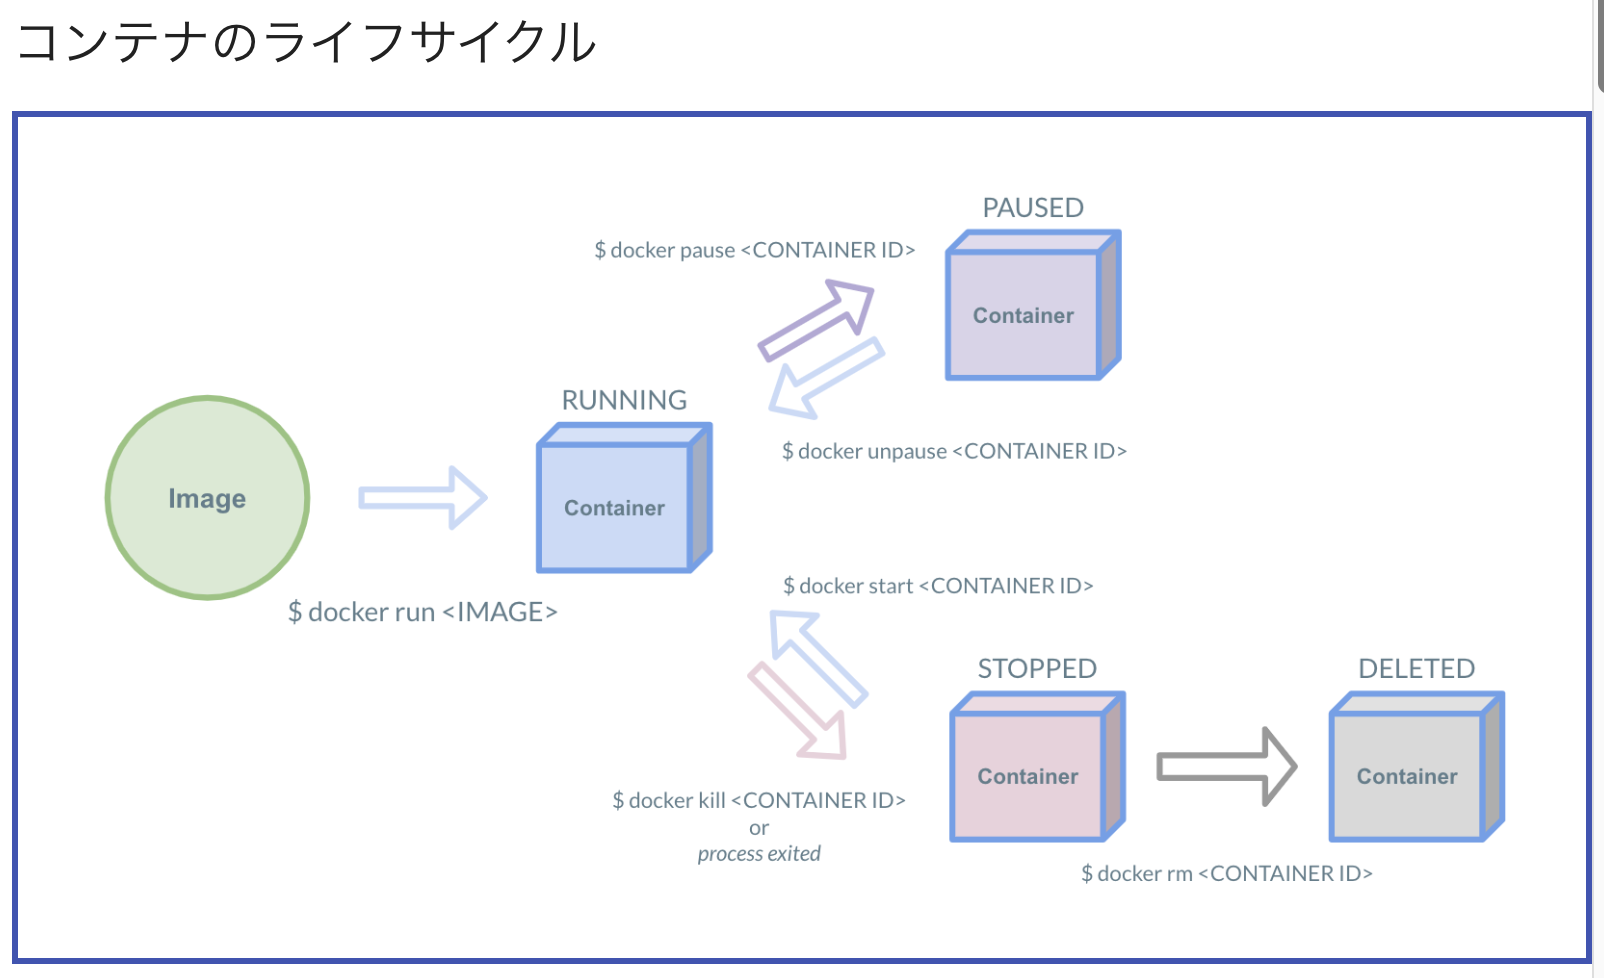 コンテナのライフサイクル
PAUSED
$ docker pause <CONTAINER ID>
Container
RUNNING
$ docker unpause <CONTAINER ID>
Image
Container
$ docker start <CONTAINER ID>
$ docker run <IMAGE>
STOPPED
DELETED
Container
Container
$ docker kill <CONTAINER ID>
or
process exited
$ docker rm <CONTAINER ID>